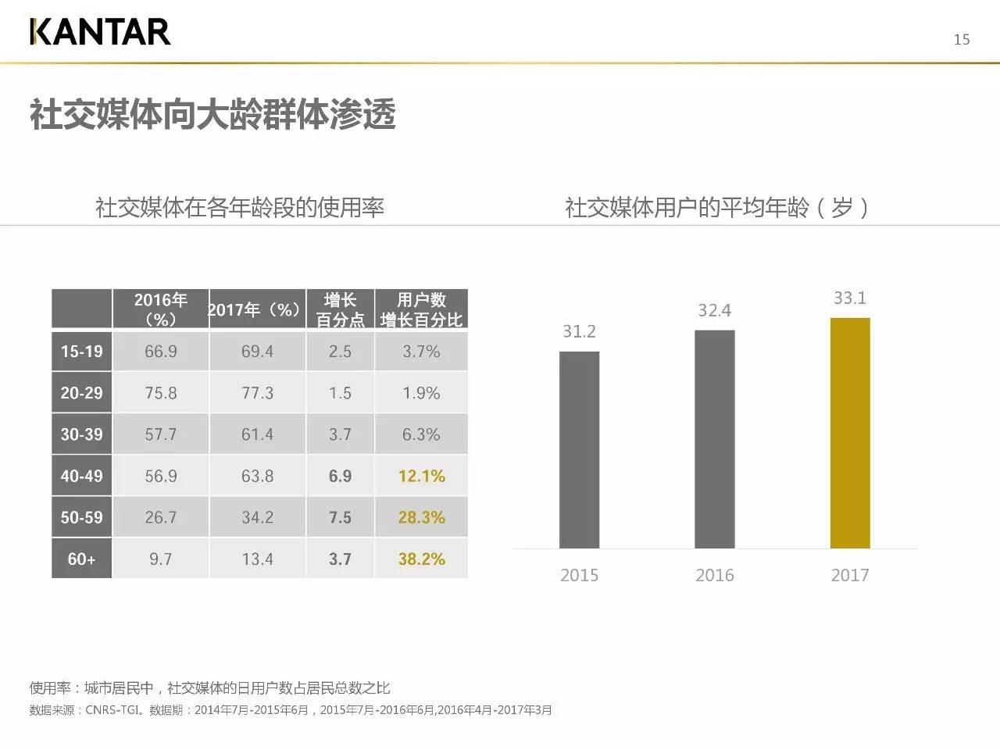 KANTAR
15
社交媒体向大龄群体渗透
社交媒体在各年龄段的使用率
社交媒体用户的平均年龄（岁）
2016年（%） 2017年（%） 增长百分点 用户数增长百分比
15-19 66.9 69.4 2.5 3.7%
20-29 75.8 77.3 1.5 1.9%
30-39 57.7 61.4 3.7 6.3%
40-49 56.9 63.8 6.9 12.1%
50-59 26.7 34.2 7.5 28.3%
60+ 9.7 13.4 3.7 38.2%
31.2 32.4 33.1
2015 2016 2017
使用率：城市居民中，社交媒体的日用户数占居民总数之比
数据来源：CNRS-TGI。数据期：2014年7月-2015年6月，2015年7月-2016年6月,2016年4月-2017年3月